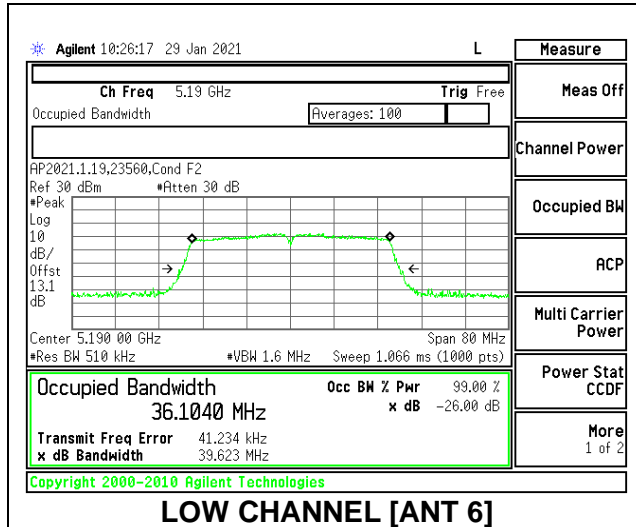 Agilent 10:26:17 29 Jan 2021 L
Measure
Ch Freq 5.19 GHz Trig Free
Occupied Bandwidth Averages: 100
AP2021.1.19,23560,Cond F2
Ref 30 dBm #Atten 30 dB
#Peak
Log
10
dB/
Offst
13.1
dB
Center 5.190 00 GHz Span 80 MHz
#Res BW 510 kHz #VBW 1.6 MHz Sweep 1.066 ms (1000 pts)
Occupied Bandwidth Occ BW % Pwr 99.00 %
36.1040 MHz x dB -26.00 dB
Transmit Freq Error 41.234 kHz
x dB Bandwidth 39.623 MHz
Copyright 2000-2010 Agilent Technologies
Meas Off
Channel Power
Occupied BW
ACP
Multi Carrier
Power
Power Stat
CCDF
More
1 of 2
LOW CHANNEL [ANT 6]